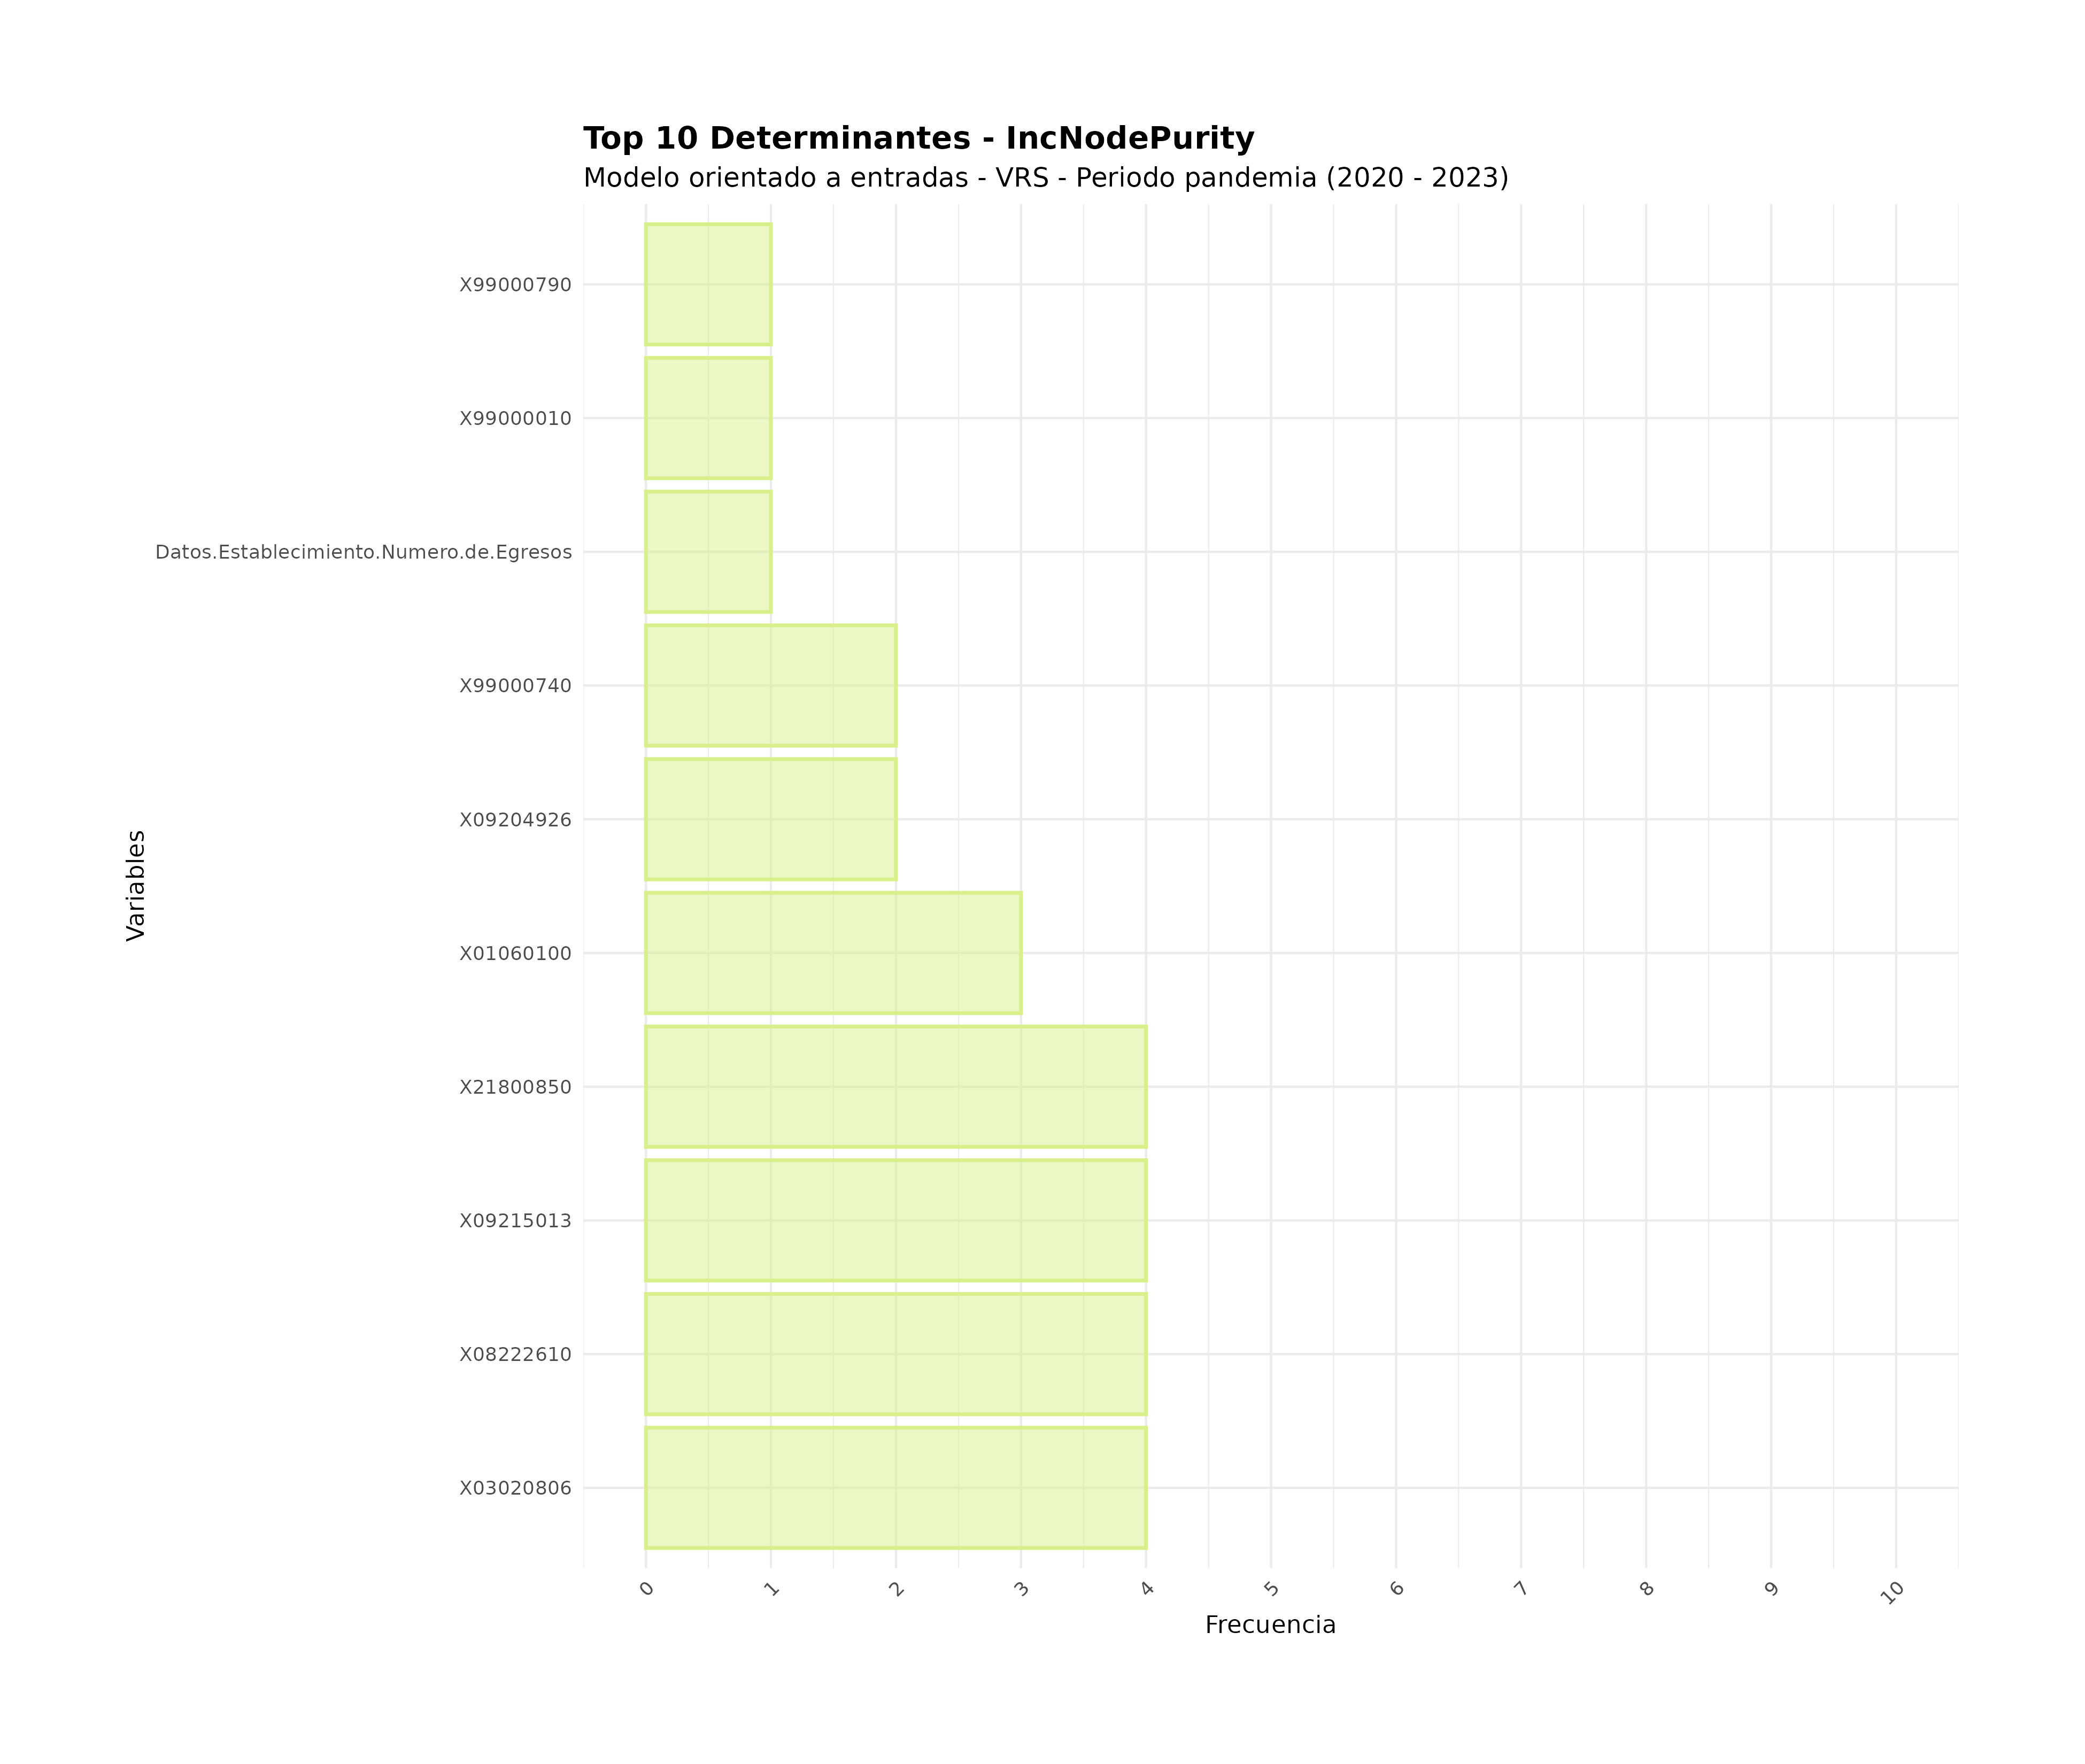 Top 10 Determinantes - IncNodePurity
Modelo orientado a entradas - VRS - Periodo pandemia (2020 - 2023)
Variables
X99000790
X99000010
Datos.Establecimiento.Numero.de.Egresos
X99000740
X09204926
X01060100
X21800850
X09215013
X08222610
X03020806
0 1 2 3 4 5 6 7 8 9 10
Frecuencia